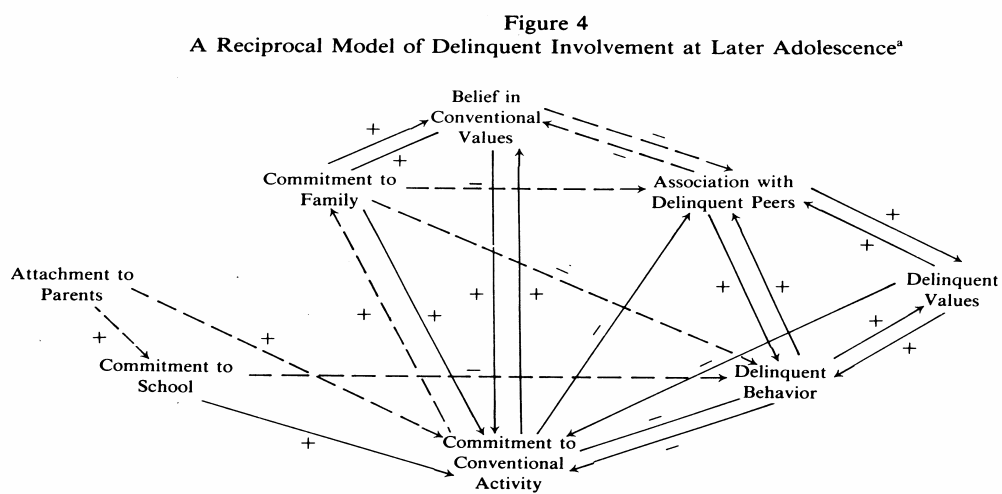 Figure 4
A Reciprocal Model of Delinquent Involvement at Later Adolescenceᵃ
Belief in
Conventional
Values
+
+
−
−
Commitment to
Family
−
Association with
Delinquent Peers
+
+
Attachment to
Parents
−
Delinquent
Values
+
+
+
+
+
+
+
+
−
+
+
Commitment to
School
−
−
Delinquent
Behavior
+
−
−
Commitment to
Conventional
Activity